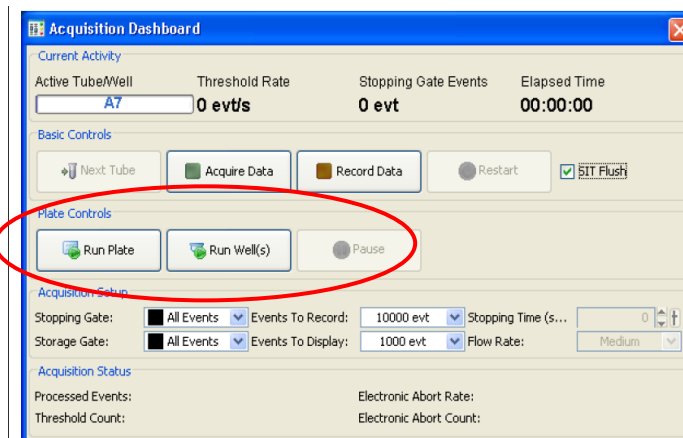 Acquisition Dashboard
Current Activity
Active Tube/Well Threshold Rate Stopping Gate Events Elapsed Time
A7 0 evt/s 0 evt 00:00:00
Basic Controls
Next Tube Acquire Data Record Data Restart SIT Flush
Plate Controls
Run Plate Run Well(s) Pause
Acquisition Setup
Stopping Gate: All Events Events To Record: 10000 evt Stopping Time (s... 0
Storage Gate: All Events Events To Display: 1000 evt Flow Rate: Medium
Acquisition Status
Processed Events: Electronic Abort Rate:
Threshold Count: Electronic Abort Count: